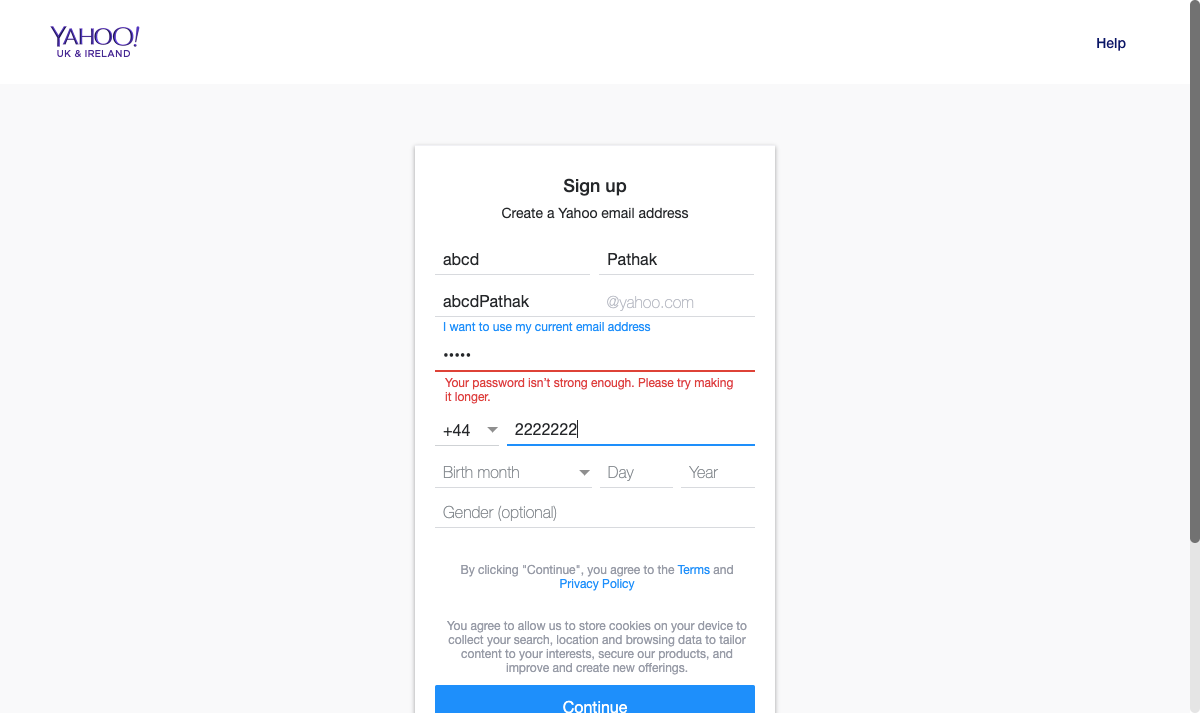 YAHOO!
UK & IRELAND
Help
Sign up
Create a Yahoo email address
abcd Pathak
abcdPathak @yahoo.com
I want to use my current email address
•••••
Your password isn’t strong enough. Please try making
it longer.
+44 2222222
Birth month Day Year
Gender (optional)
By clicking "Continue", you agree to the Terms and
Privacy Policy
You agree to allow us to store cookies on your device to
collect your search, location and browsing data to tailor
content to your interests, secure our products, and
improve and create new offerings.
Continue